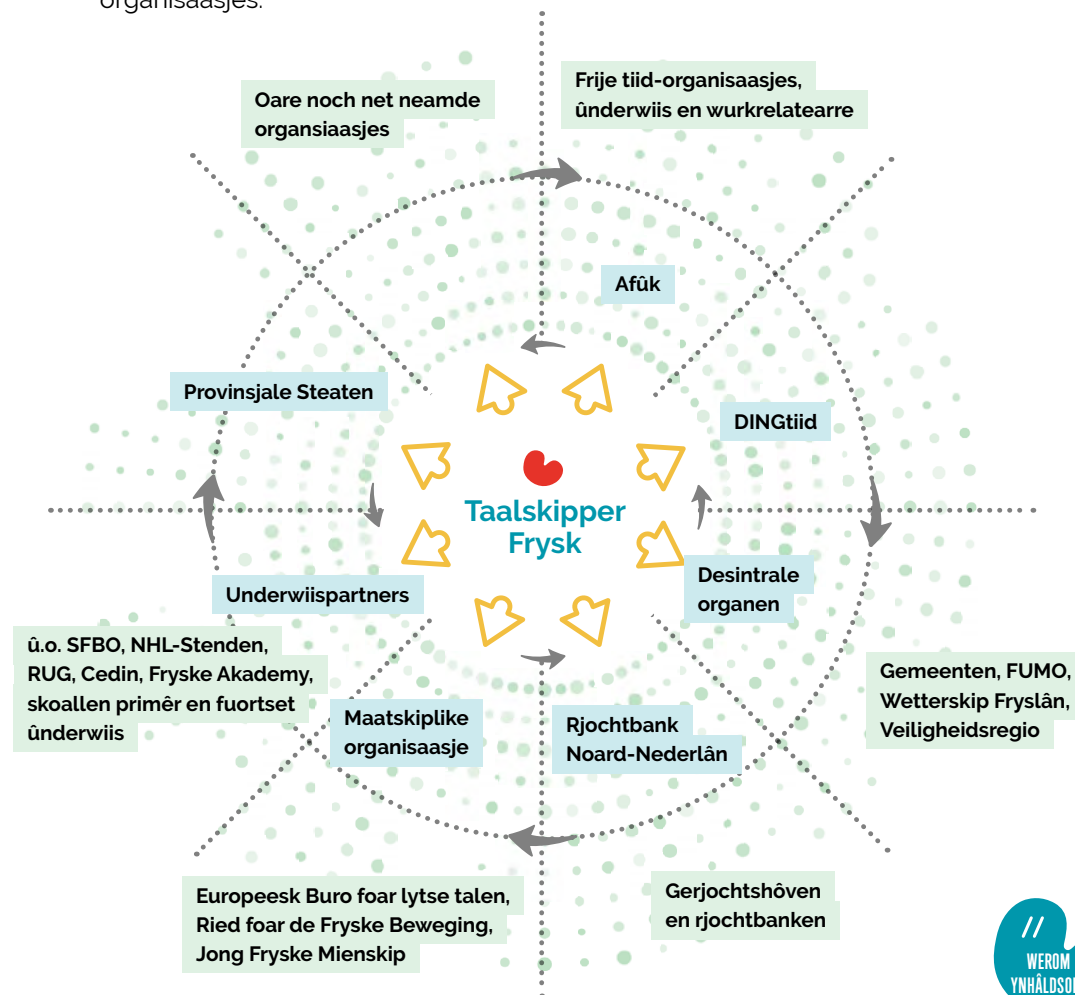 organisaasjes.
Frije tiid-organisaasjes,
ûnderwiis en wurkrelatearre
Oare noch net neamde
organsiaasjes
Afûk
Provinsjale Steaten
DINGtiid
Taalskipper
Frysk
Desintrale
organen
Underwiispartners
û.o. SFBO, NHL-Stenden,
RUG, Cedin, Fryske Akademy,
skoallen primêr en fuortset
ûnderwiis
Gemeenten, FUMO,
Wetterskip Fryslân,
Veiligheidsregio
Maatskiplike
organisaasje
Rjochtbank
Noard-Nederlân
Europeesk Buro foar lytse talen,
Ried foar de Fryske Beweging,
Jong Fryske Mienskip
Gerjochtshôven
en rjochtbanken
//
WEROM